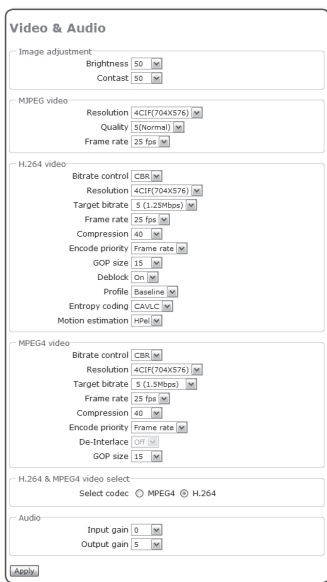 Video & Audio
Image adjustment
Brightness 50
Contast 50
MJPEG video
Resolution 4CIF(704X576)
Quality 5(Normal)
Frame rate 25 fps
H.264 video
Bitrate control CBR
Resolution 4CIF(704X576)
Target bitrate 5 (1.25Mbps)
Frame rate 25 fps
Compression 40
Encode priority Frame rate
GOP size 15
Deblock On
Profile Baseline
Entropy coding CAVLC
Motion estimation HPel
MPEG4 video
Bitrate control CBR
Resolution 4CIF(704X576)
Target bitrate 5 (1.5Mbps)
Frame rate 25 fps
Compression 40
Encode priority Frame rate
De-Interlace Off
GOP size 15
H.264 & MPEG4 video select
Select codec MPEG4 H.264
Audio
Input gain 0
Output gain 5
Apply